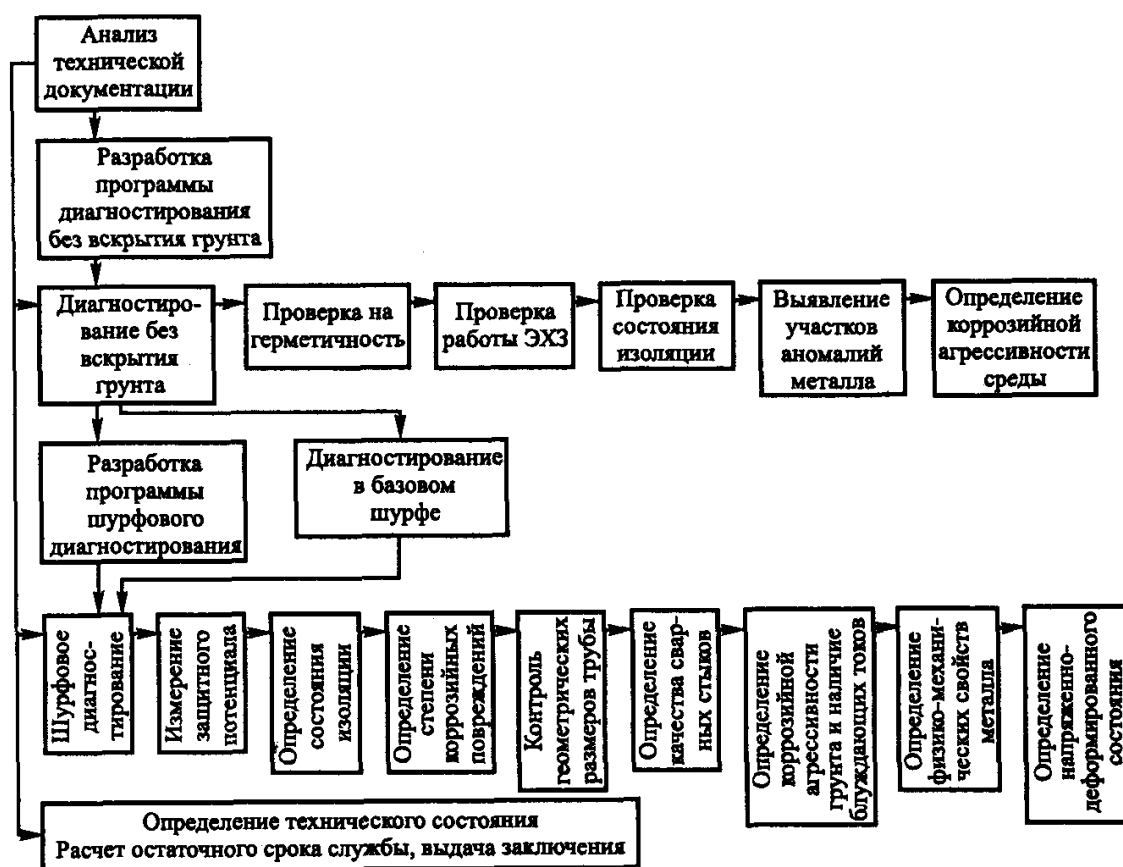 Анализ
технической
документации
Разработка
программы
диагностирования
без вскрытия грунта
Диагностиро-
вание без
вскрытия
грунта
Проверка на
герметичность
Проверка
работы ЭХЗ
Проверка
состояния
изоляции
Выявление
участков
аномалий
металла
Определение
коррозийной
агрессивности
среды
Разработка
программы
шурфового
диагностирования
Диагностирование
в базовом
шурфе
Шурфовое
диагнос-
тирование
Измерение
защитного
потенциала
Определение
состояния
изоляции
Определение
степени
коррозийных
повреждений
Контроль
геометрических
размеров трубы
Определение
качества свар-
ных стыков
Определение
коррозийной
агрессивности
грунта и наличие
блуждающих токов
Определение
физико-механи-
ческих свойств
металла
Определение
напряженно-
деформированного
состояния
Определение технического состояния
Расчет остаточного срока службы, выдача заключения